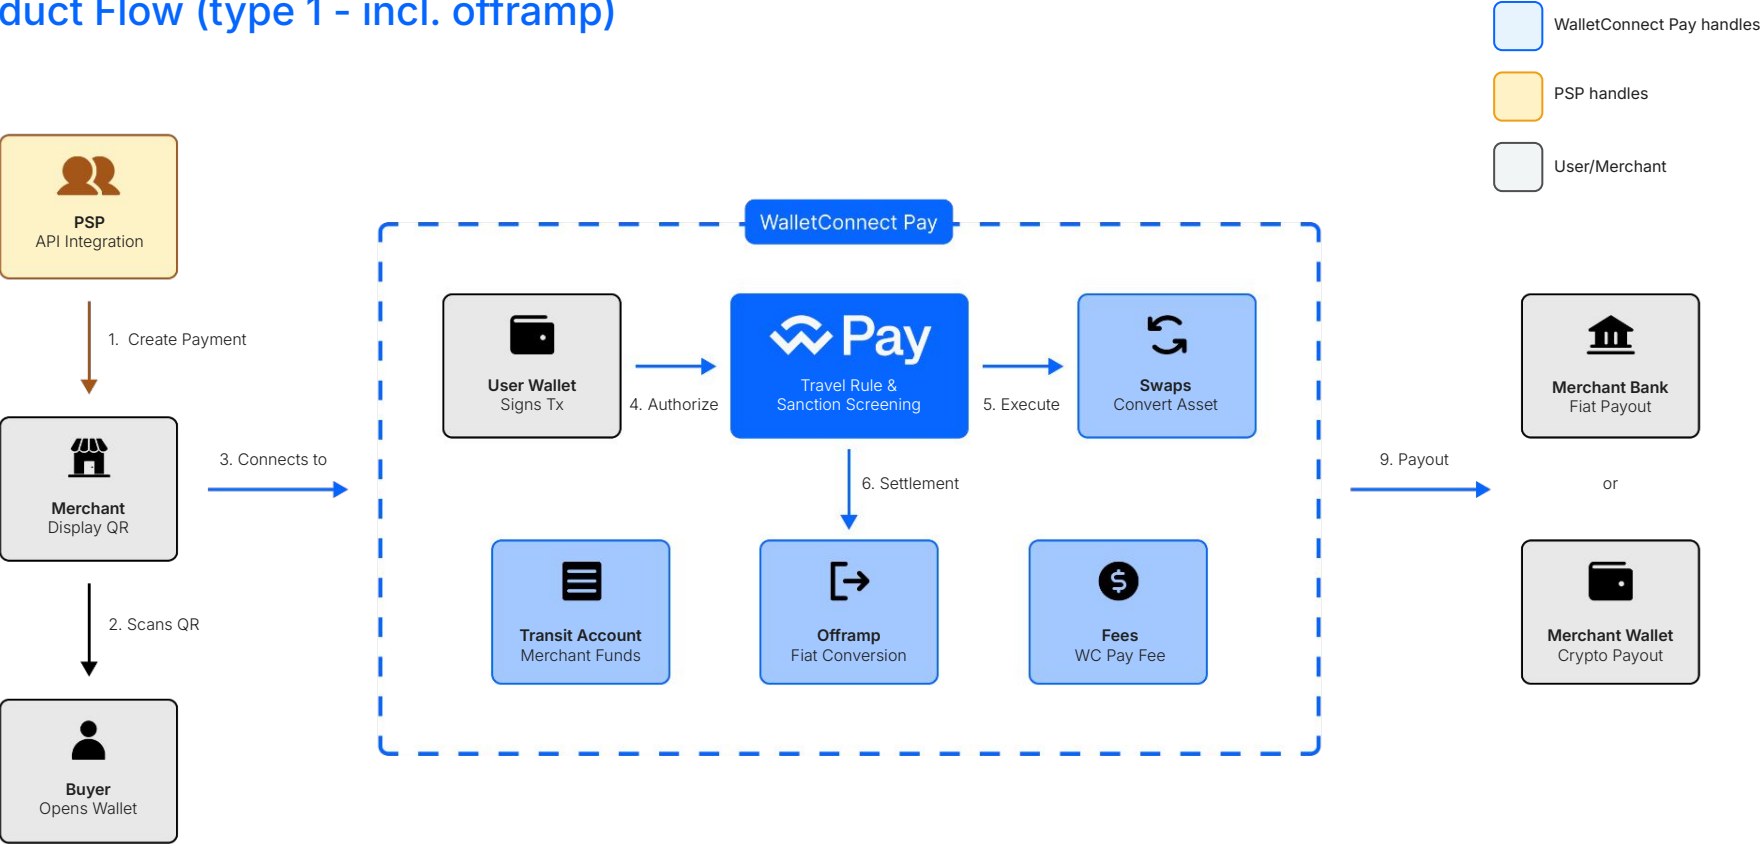 duct Flow (type 1 - incl. offramp)
WalletConnect Pay handles
PSP handles
User/Merchant
PSP
API Integration
1. Create Payment
Merchant
Display QR
2. Scans QR
Buyer
Opens Wallet
3. Connects to
WalletConnect Pay
User Wallet
Signs Tx
4. Authorize
Pay
Travel Rule &
Sanction Screening
5. Execute
Swaps
Convert Asset
6. Settlement
Transit Account
Merchant Funds
Offramp
Fiat Conversion
Fees
WC Pay Fee
9. Payout
Merchant Bank
Fiat Payout
or
Merchant Wallet
Crypto Payout